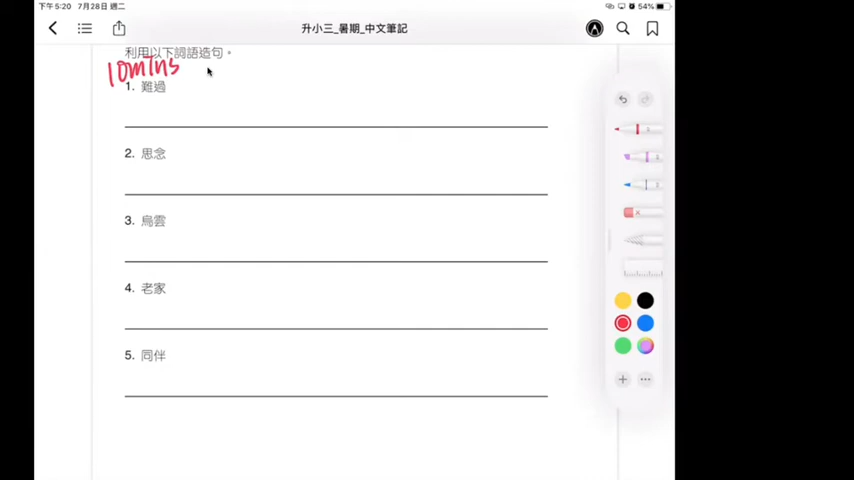 下午5:20 7月28日 週二
54%
升小三_暑期_中文筆記
利用以下詞語造句。
10mins
1. 難過
2. 思念
3. 烏雲
4. 老家
5. 同伴